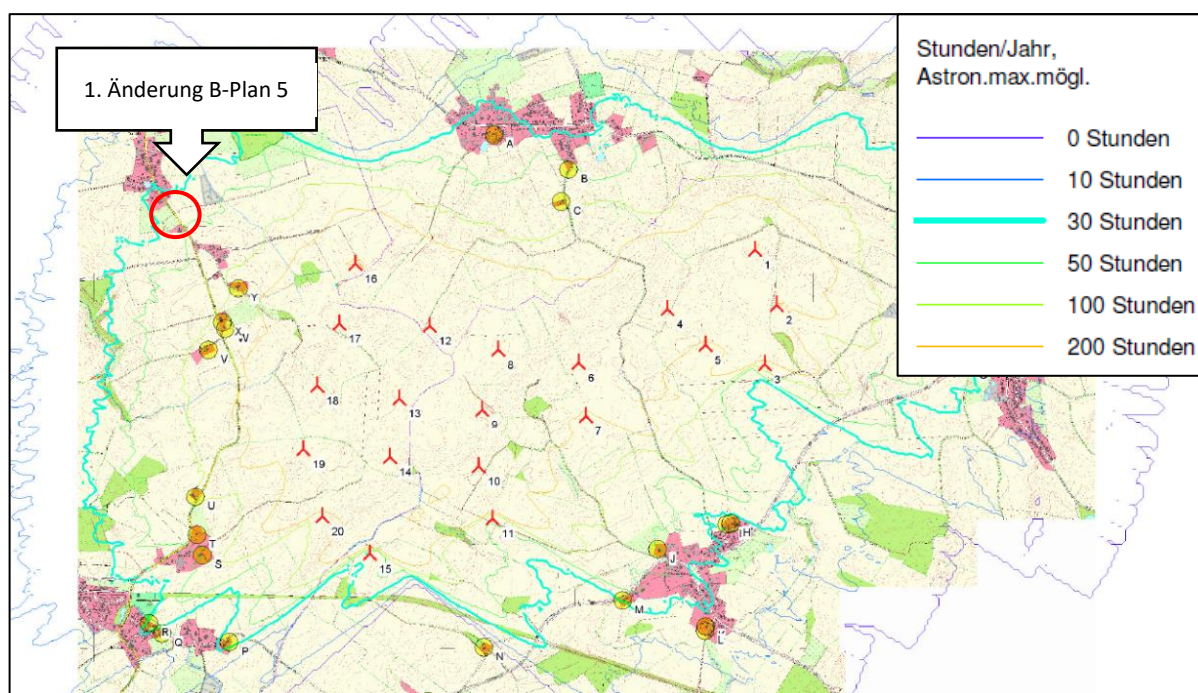 1. Änderung B-Plan 5
Stunden/Jahr,
Astron.max.mögl.
0 Stunden
10 Stunden
30 Stunden
50 Stunden
100 Stunden
200 Stunden
A
B
C
1
16
Y
2
4
17
12
X
W
V
5
8
6
3
18
13
9
7
19
14
10
U
20
11
T
S
15
J
H
M
R
Q
P
N
L